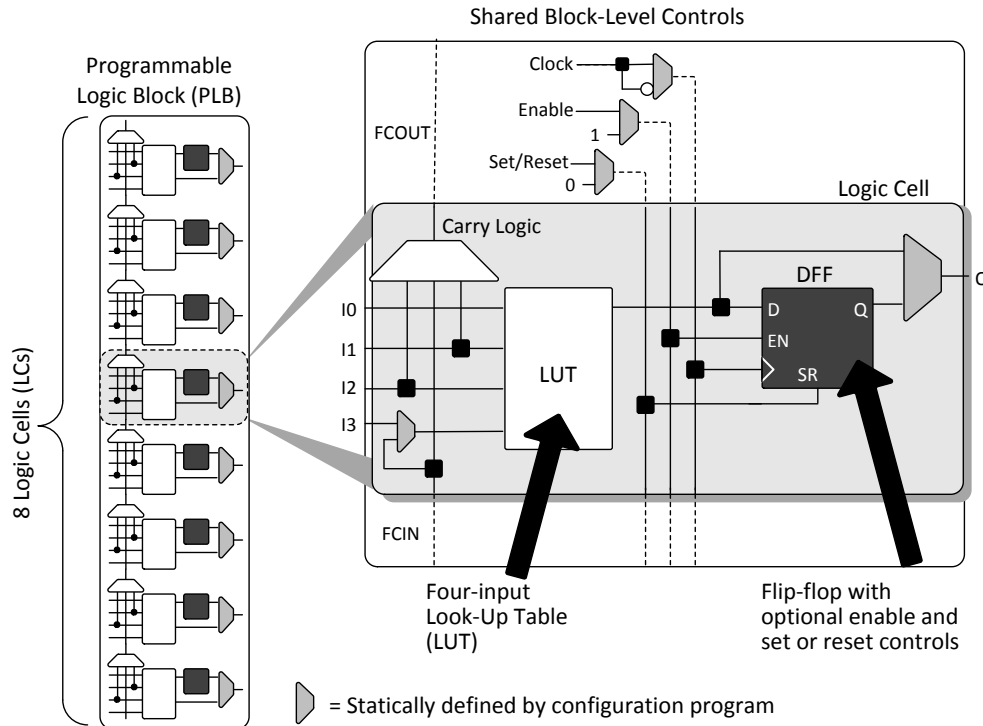 Shared Block-Level Controls
Programmable
Logic Block (PLB)
8 Logic Cells (LCs)
Clock
Enable
1
Set/Reset
0
FCOUT
Logic Cell
Carry Logic
DFF
I0
I1
I2
I3
LUT
D
Q
EN
SR
O
FCIN
Four-input
Look-Up Table
(LUT)
Flip-flop with
optional enable and
set or reset controls
= Statically defined by configuration program